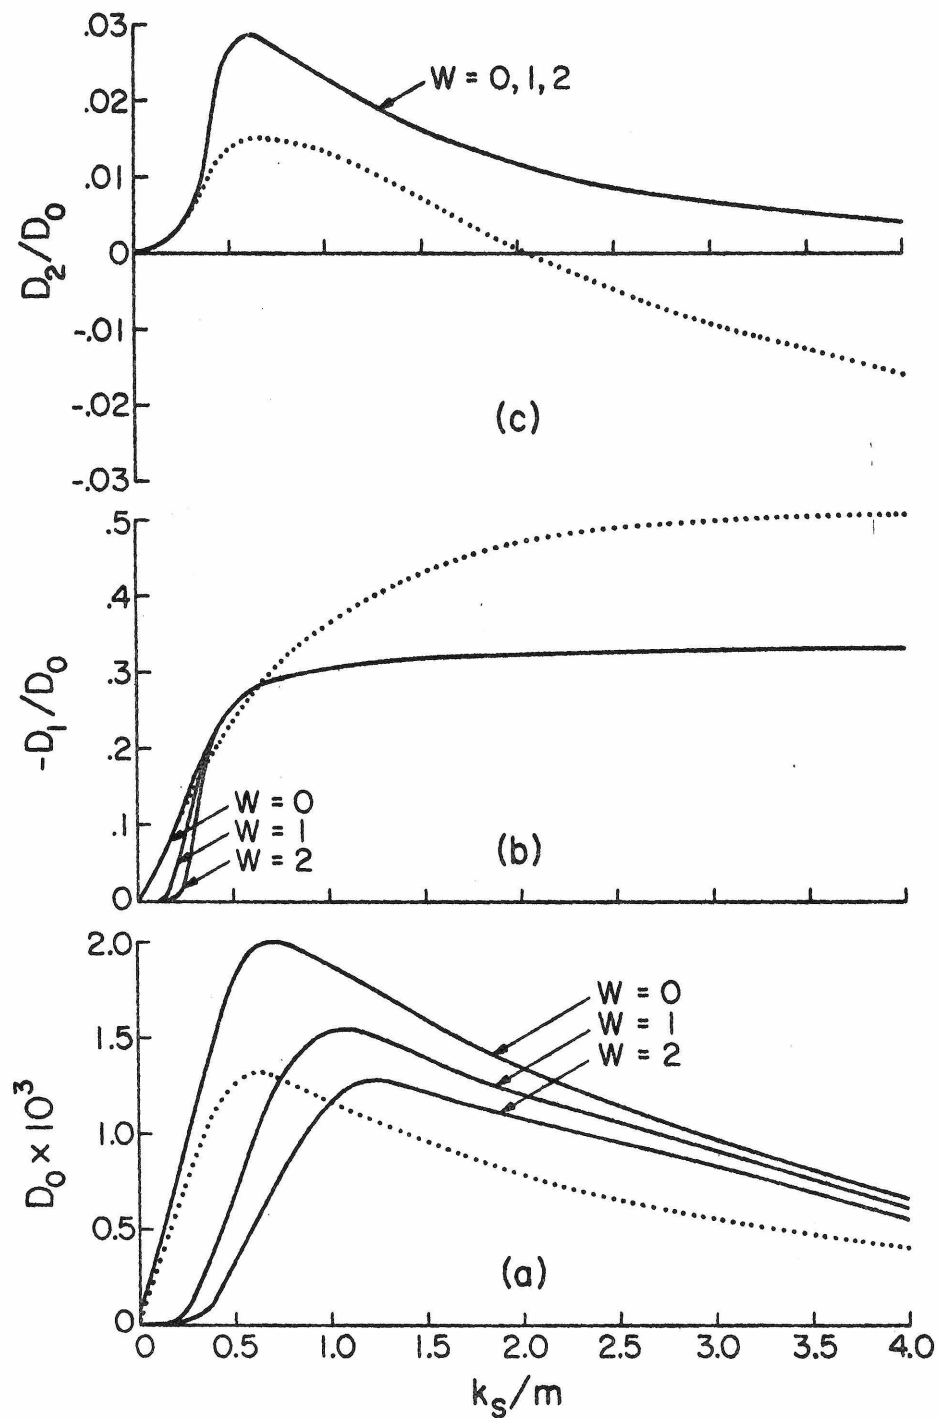 .03
.02
.01
0
-.01
-.02
-.03
D₂/D₀
W = 0, 1, 2
(c)
.5
.4
.3
.2
.1
0
-D₁/D₀
W = 0
W = 1
W = 2
(b)
2.0
1.5
1.0
0.5
0
D₀ x 10³
W = 0
W = 1
W = 2
(a)
0 0.5 1.0 1.5 2.0 2.5 3.0 3.5 4.0
kₛ/m